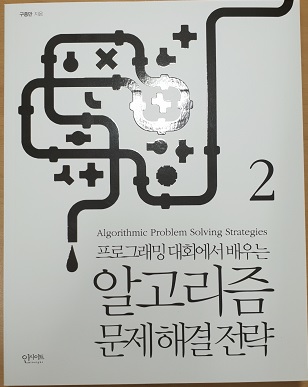 구종만 지음
2
Algorithmic Problem Solving Strategies
프로그래밍 대회에서 배우는
알고리즘
문제 해결 전략
인사이트